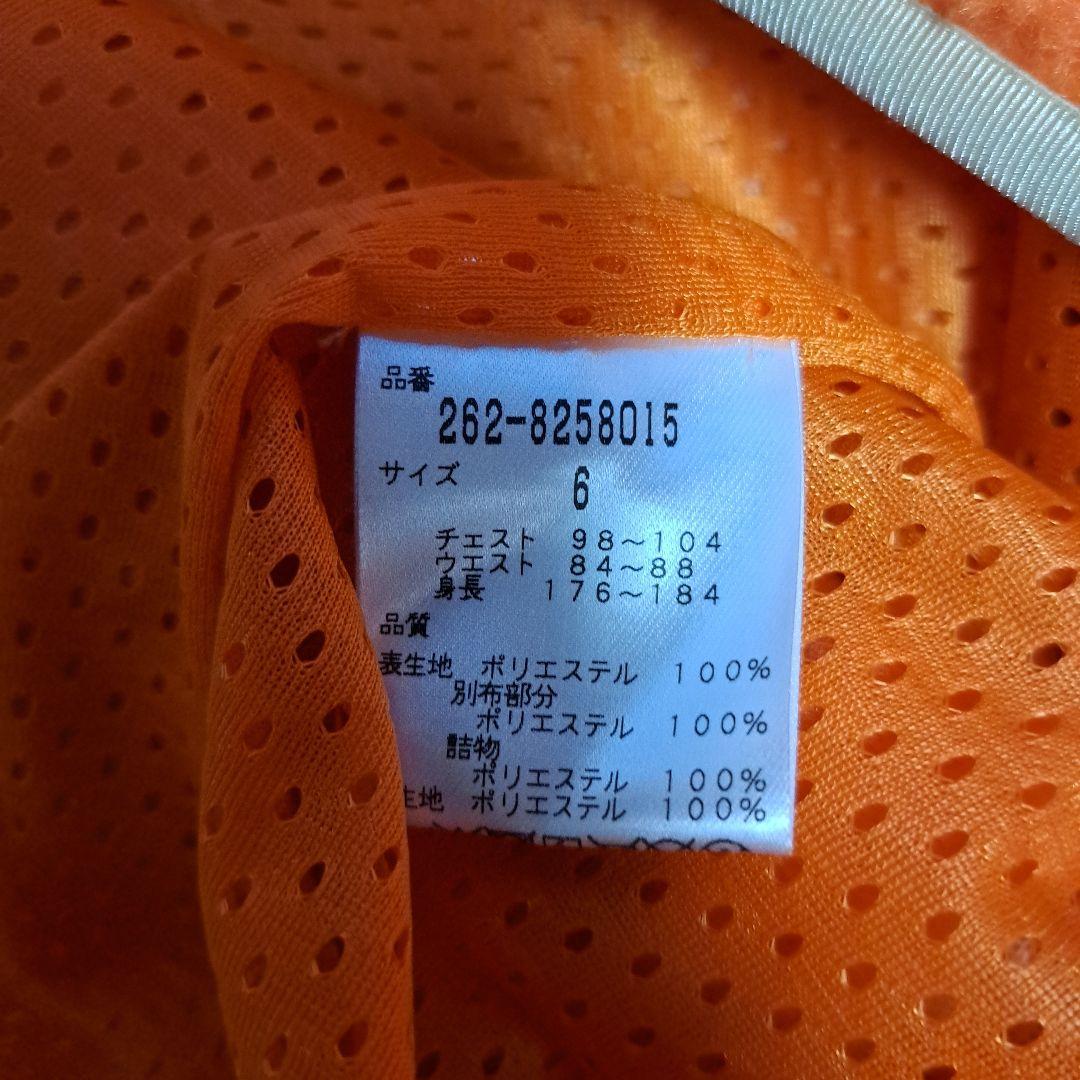 品番
262-8258015
サイズ 6
チェスト 98～104
ウエスト 84～88
身長 176～184
品質
表生地 ポリエステル 100%
別布部分
ポリエステル 100%
詰物
ポリエステル 100%
生地 ポリエステル 100%